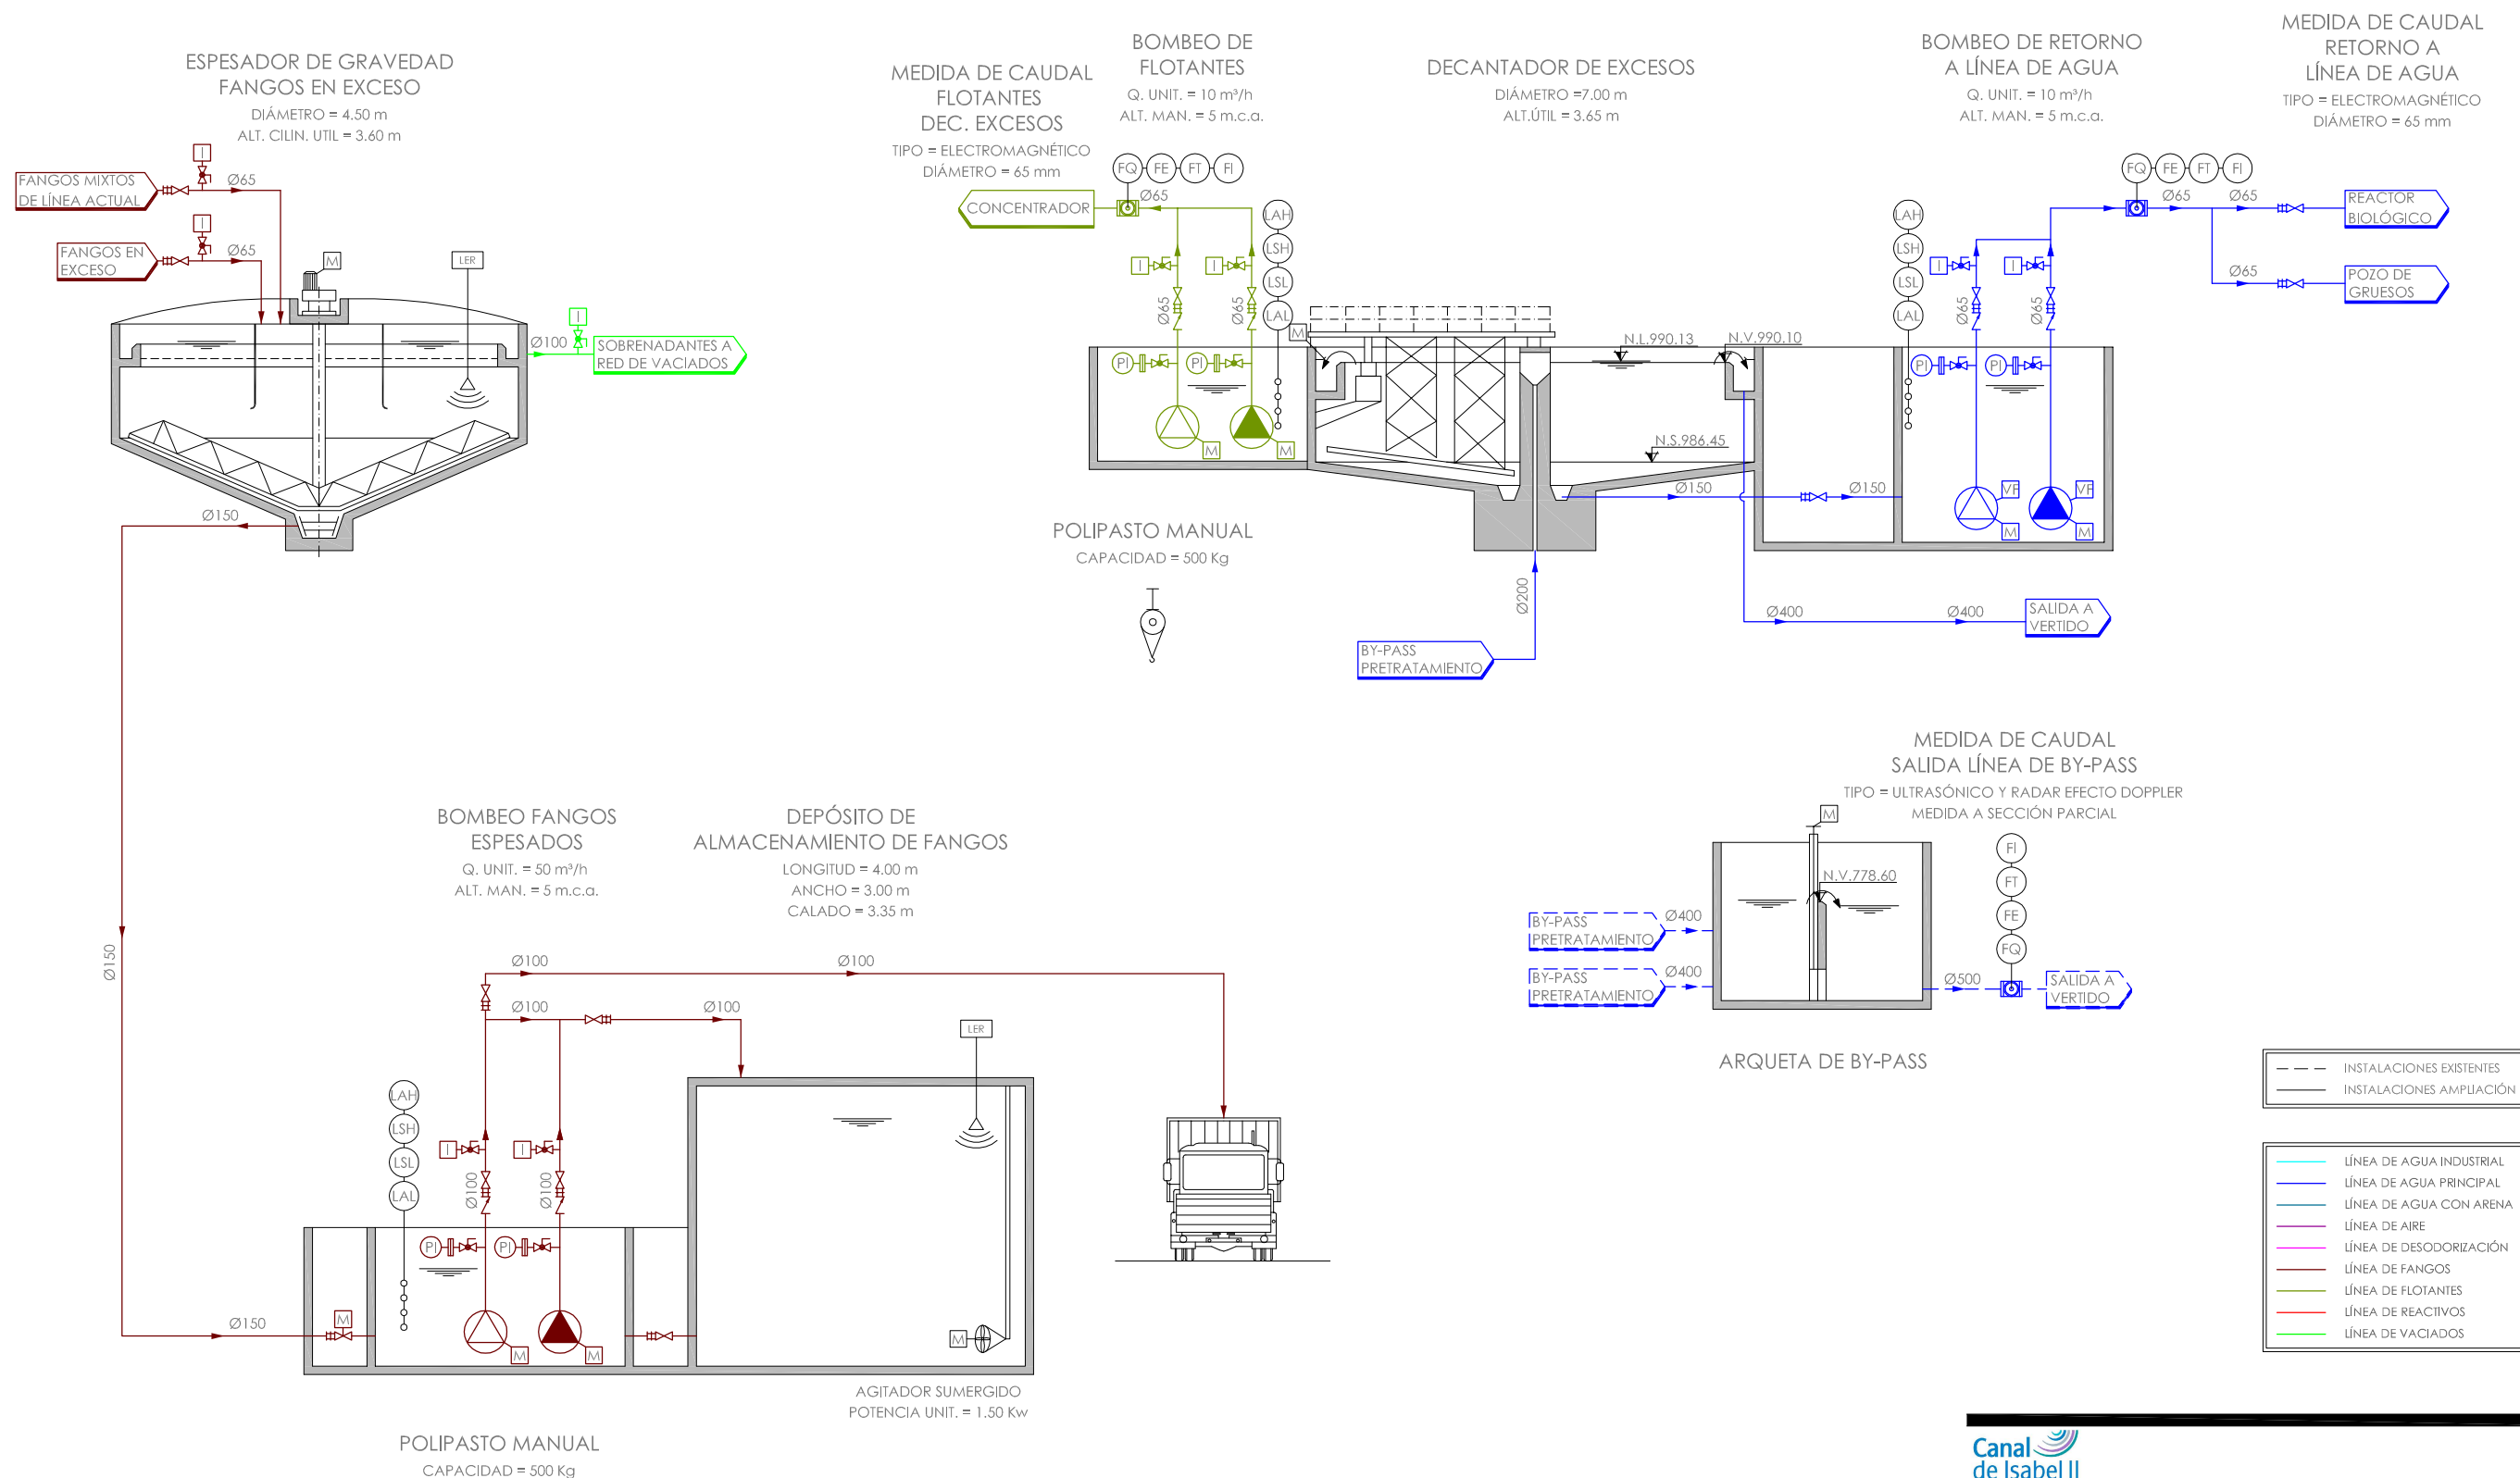 ESPESADOR DE GRAVEDAD
FANGOS EN EXCESO
DIÁMETRO = 4.50 m
ALT. CILIN. UTIL = 3.60 m
FANGOS MIXTOS
DE LÍNEA ACTUAL
I
Ø65
FANGOS EN
EXCESO
I
Ø65
M
LER
I
Ø100
SOBRENADANTES A
RED DE VACIADOS
Ø150
Ø150
MEDIDA DE CAUDAL
FLOTANTES
DEC. EXCESOS
TIPO = ELECTROMAGNÉTICO
DIÁMETRO = 65 mm
BOMBEO DE
FLOTANTES
Q. UNIT. = 10 m³/h
ALT. MAN. = 5 m.c.a.
DECANTADOR DE EXCESOS
DIÁMETRO =7.00 m
ALT.ÚTIL = 3.65 m
BOMBEO DE RETORNO
A LÍNEA DE AGUA
Q. UNIT. = 10 m³/h
ALT. MAN. = 5 m.c.a.
MEDIDA DE CAUDAL
RETORNO A
LÍNEA DE AGUA
TIPO = ELECTROMAGNÉTICO
DIÁMETRO = 65 mm
FQ FE FT FI
Ø65
CONCENTRADOR
LAH
LSH
LSL
LAL
I I
Ø65 Ø65
M
PI PI
M M
N.L.990.13
N.V.990.10
N.S.986.45
Ø150
Ø150
LAH
LSH
LSL
LAL
I I
Ø65 Ø65
PI PI
VF VF
M M
FQ FE FT FI
Ø65
Ø65
REACTOR
BIOLÓGICO
Ø65
POZO DE
GRUESOS
POLIPASTO MANUAL
CAPACIDAD = 500 Kg
Ø200
BY-PASS
PRETRATAMIENTO
Ø400
Ø400
SALIDA A
VERTIDO
MEDIDA DE CAUDAL
SALIDA LÍNEA DE BY-PASS
TIPO = ULTRASÓNICO Y RADAR EFECTO DOPPLER
MEDIDA A SECCIÓN PARCIAL
M
N.V.778.60
FI
FT
FE
FQ
BY-PASS
PRETRATAMIENTO
Ø400
BY-PASS
PRETRATAMIENTO
Ø400
Ø500
SALIDA A
VERTIDO
ARQUETA DE BY-PASS
BOMBEO FANGOS
ESPESADOS
Q. UNIT. = 50 m³/h
ALT. MAN. = 5 m.c.a.
DEPÓSITO DE
ALMACENAMIENTO DE FANGOS
LONGITUD = 4.00 m
ANCHO = 3.00 m
CALADO = 3.35 m
Ø100
Ø100
Ø100
Ø100
LER
LAH
LSH
LSL
LAL
I I
Ø100 Ø100
PI PI
Ø150
M
M M
M
AGITADOR SUMERGIDO
POTENCIA UNIT. = 1.50 Kw
POLIPASTO MANUAL
CAPACIDAD = 500 Kg
INSTALACIONES EXISTENTES
INSTALACIONES AMPLIACIÓN
LÍNEA DE AGUA INDUSTRIAL
LÍNEA DE AGUA PRINCIPAL
LÍNEA DE AGUA CON ARENA
LÍNEA DE AIRE
LÍNEA DE DESODORIZACIÓN
LÍNEA DE FANGOS
LÍNEA DE FLOTANTES
LÍNEA DE REACTIVOS
LÍNEA DE VACIADOS
Canal
de Isabel II